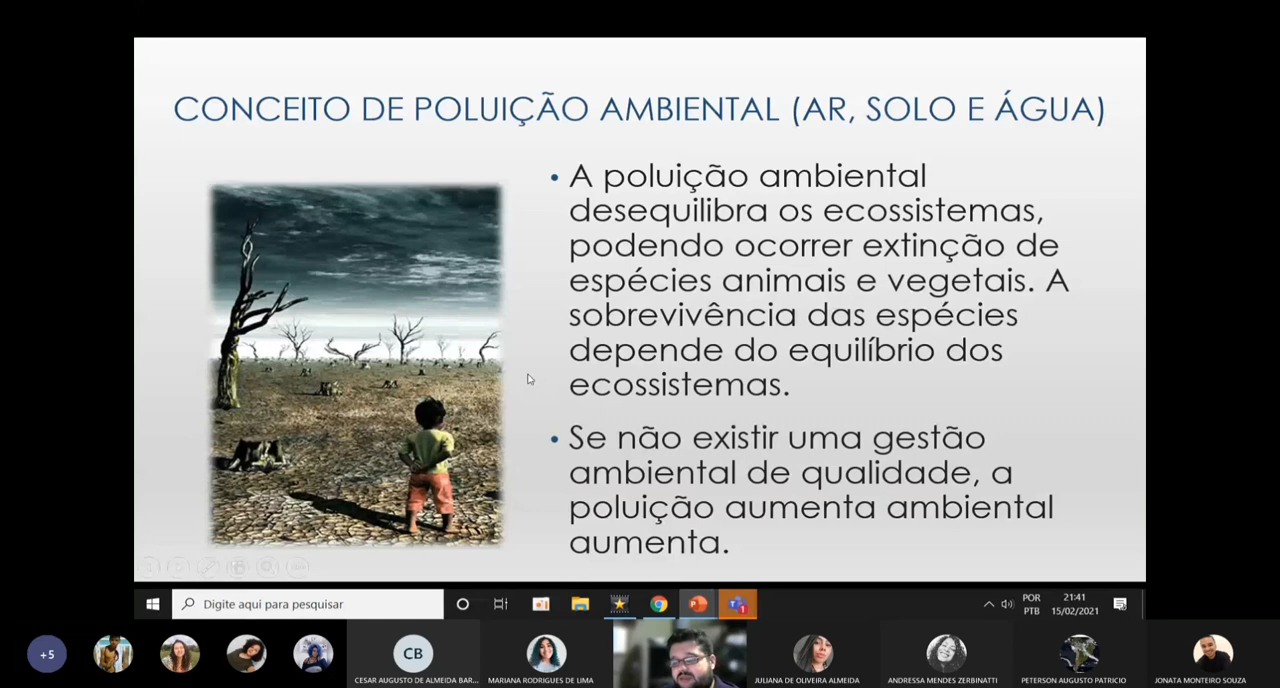 CONCEITO DE POLUIÇÃO AMBIENTAL (AR, SOLO E ÁGUA)
• A poluição ambiental
desequilibra os ecossistemas,
podendo ocorrer extinção de
espécies animais e vegetais. A
sobrevivência das espécies
depende do equilíbrio dos
ecossistemas.
• Se não existir uma gestão
ambiental de qualidade, a
poluição aumenta ambiental
aumenta.
Digite aqui para pesquisar
1
POR
PTB
21:41
15/02/2021
+5
CB
CESAR AUGUSTO DE ALMEIDA BAR...
MARIANA RODRIGUES DE LIMA
JULIANA DE OLIVEIRA ALMEIDA
ANDRESSA MENDES ZERBINATTI
PETERSON AUGUSTO PATRICIO
JONATA MONTEIRO SOUZA